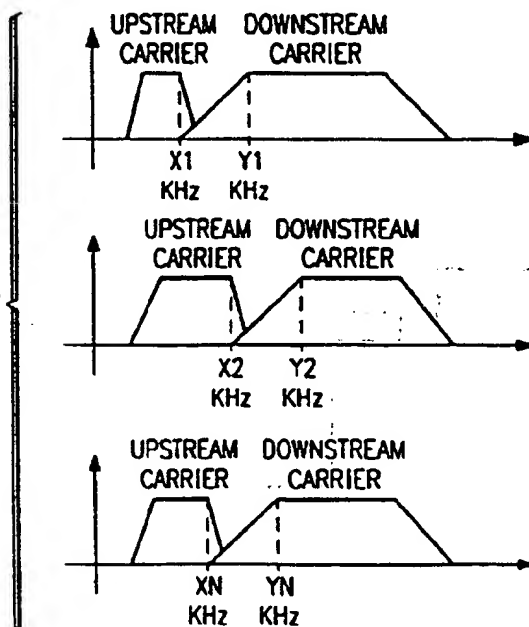 UPSTREAM DOWNSTREAM
CARRIER CARRIER
X1 Y1
KHz KHz
UPSTREAM DOWNSTREAM
CARRIER CARRIER
X2 Y2
KHz KHz
UPSTREAM DOWNSTREAM
CARRIER CARRIER
XN YN
KHz KHz